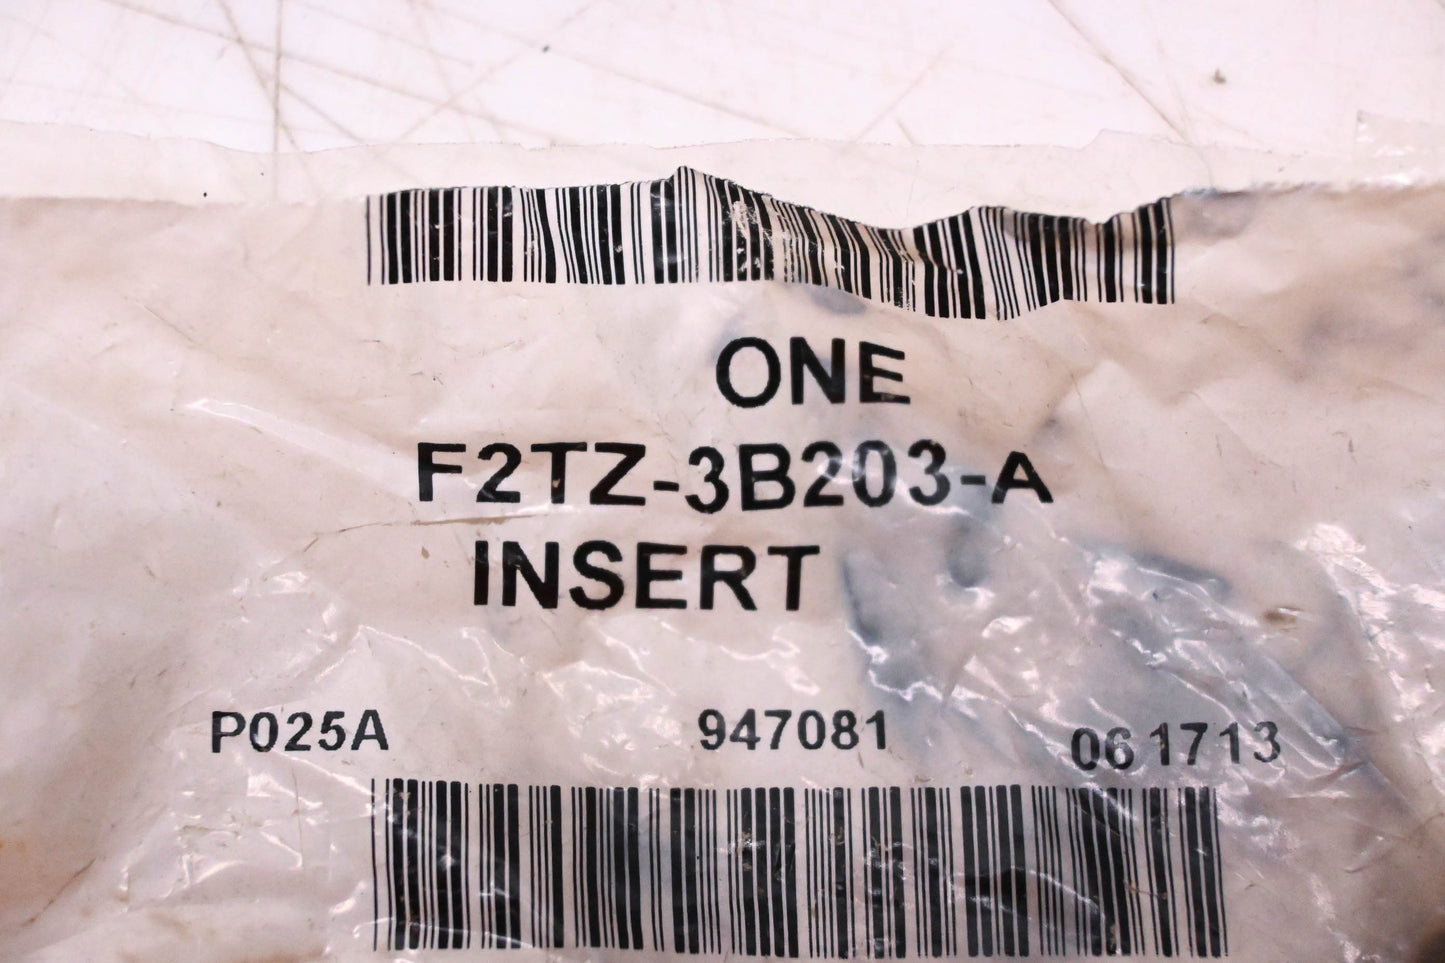 ONE
F2TZ-3B203-A
INSERT
P025A 947081 061713